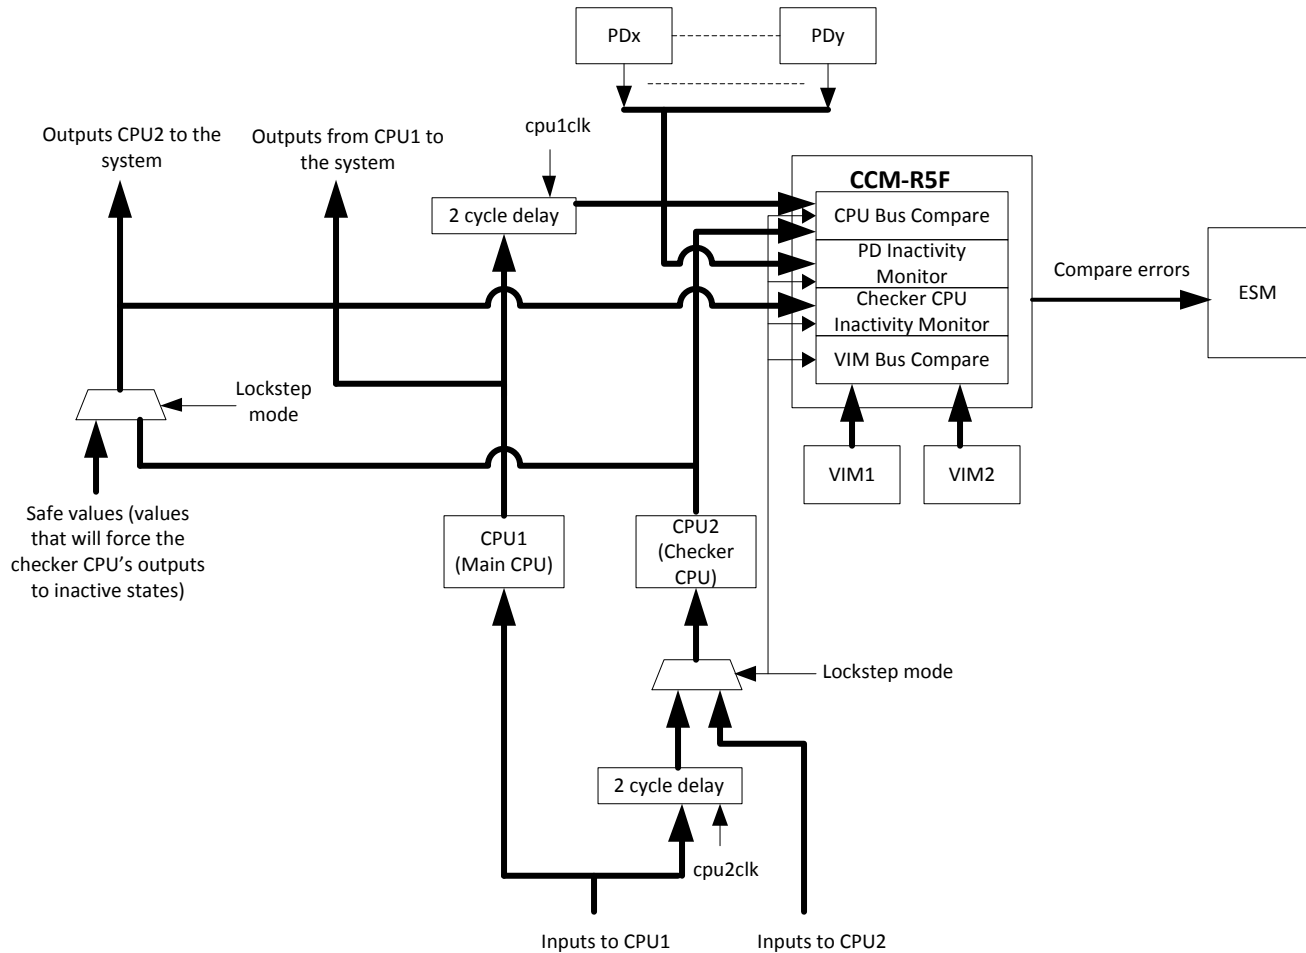 PDx
PDy
cpu1clk
Outputs CPU2 to the
system
Outputs from CPU1 to
the system
CCM-R5F
2 cycle delay
CPU Bus Compare
PD Inactivity
Monitor
Checker CPU
Inactivity Monitor
VIM Bus Compare
Compare errors
ESM
Lockstep
mode
VIM1
VIM2
Safe values (values
that will force the
checker CPU’s outputs
to inactive states)
CPU1
(Main CPU)
CPU2
(Checker
CPU)
Lockstep mode
2 cycle delay
cpu2clk
Inputs to CPU1
Inputs to CPU2